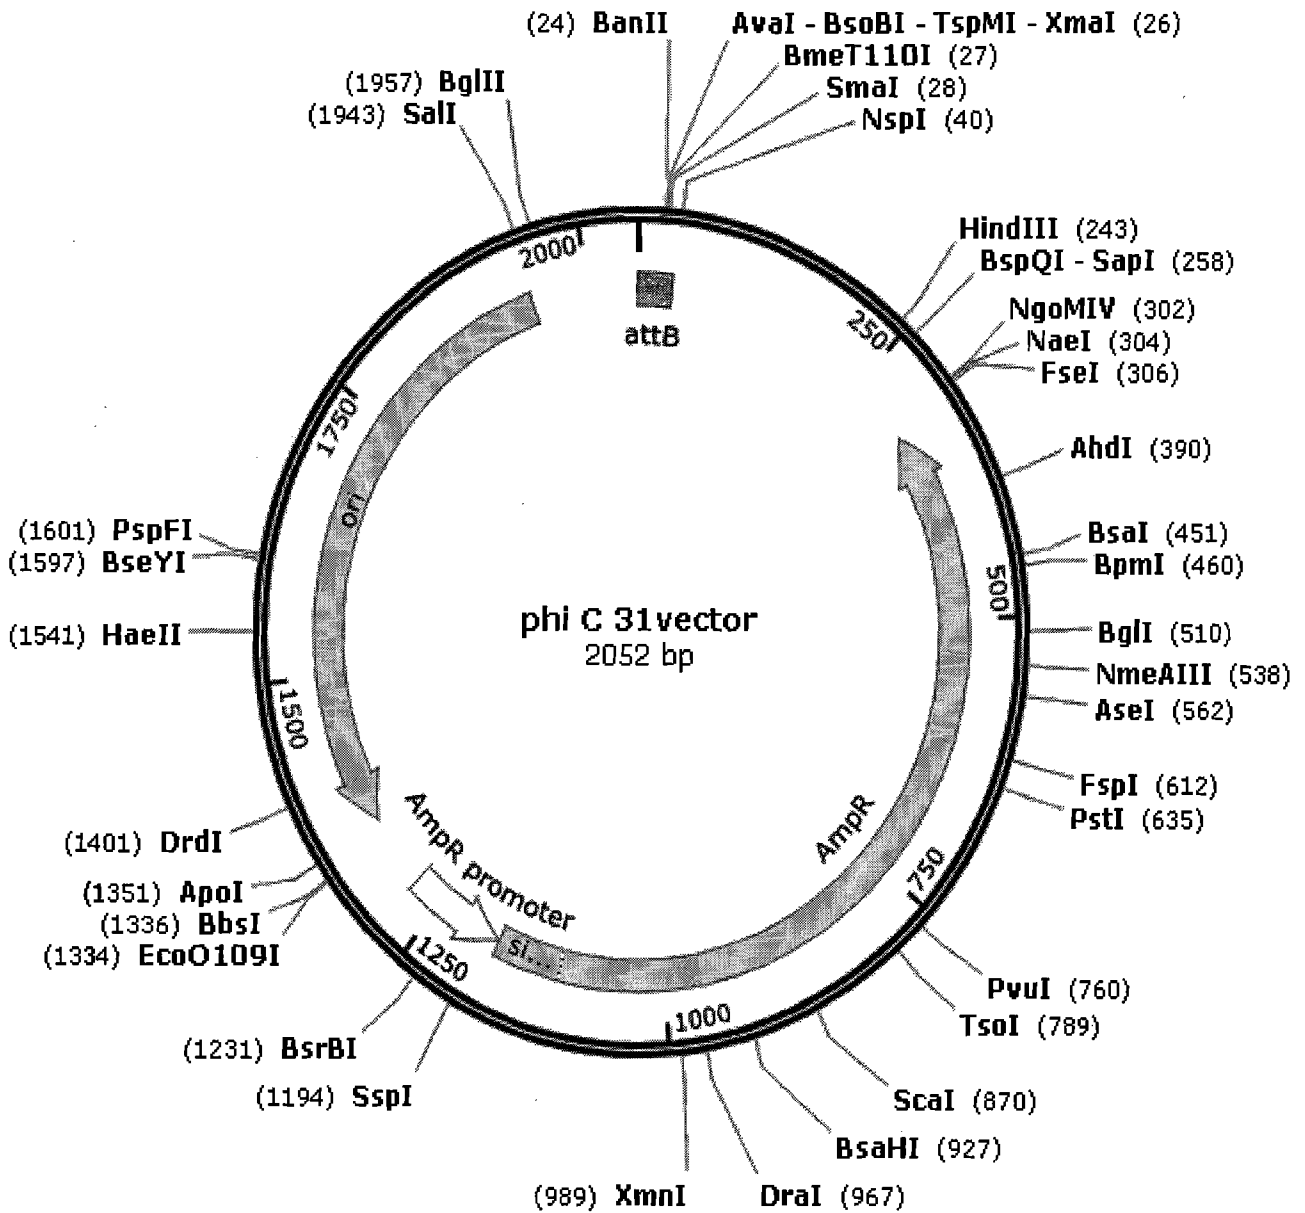 (24) BanII
AvaI - BsoBI - TspMI - XmaI (26)
BmeT110I (27)
SmaI (28)
NspI (40)
(1957) BglII
(1943) SalI
HindIII (243)
BspQI - SapI (258)
NgoMIV (302)
NaeI (304)
FseI (306)
AhdI (390)
BsaI (451)
BpmI (460)
BglI (510)
NmeAIII (538)
AseI (562)
FspI (612)
PstI (635)
PvuI (760)
TsoI (789)
ScaI (870)
BsaHI (927)
DraI (967)
(989) XmnI
(1194) SspI
(1231) BsrBI
(1334) EcoO109I
(1336) BbsI
(1351) ApoI
(1401) DrdI
(1541) HaeII
(1597) BseYI
(1601) PspFI
2000
250
500
750
1000
1250
1500
1750
attB
ori
AmpR promoter
si...
AmpR
phi C 31vector
2052 bp